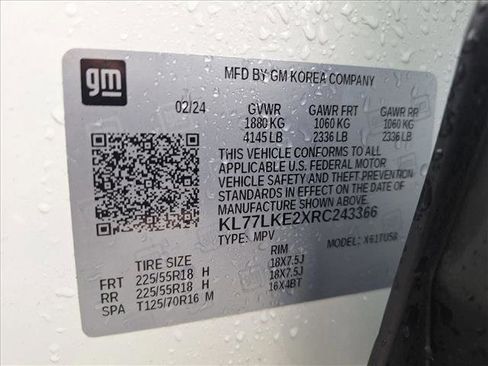 gm
MFD BY GM KOREA COMPANY
02/24 GVWR GAWR FRT GAWR RR
1880 KG 1060 KG 1060 KG
4145 LB 2336 LB 2336 LB
THIS VEHICLE CONFORMS TO ALL
APPLICABLE U.S. FEDERAL MOTOR
VEHICLE SAFETY AND THEFT PREVENTION
STANDARDS IN EFFECT ON THE DATE OF
MANUFACTURE SHOWN ABOVE.
KL77LKE2XRC243366
TYPE: MPV MODEL:
TIRE SIZE RIM
FRT 225/55R18 H 18X7.5J
RR 225/55R18 H 18X7.5J
SPA T125/70R16 M 16X4BT